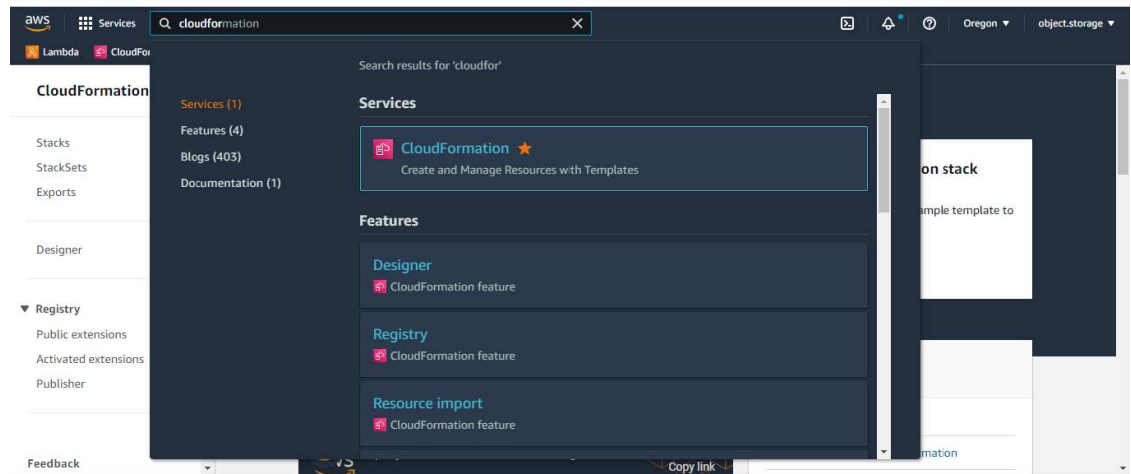 aws
Services
cloudformation
Oregon ▼
object.storage ▼
Lambda
CloudFor
Search results for 'cloudfor'
CloudFormation
Stacks
StackSets
Exports
Designer
▼ Registry
Public extensions
Activated extensions
Publisher
Feedback
Services (1)
Features (4)
Blogs (403)
Documentation (1)
Services
CloudFormation
Create and Manage Resources with Templates
Features
Designer
CloudFormation feature
Registry
CloudFormation feature
Resource import
CloudFormation feature
on stack
ample template to
mation
Copy link